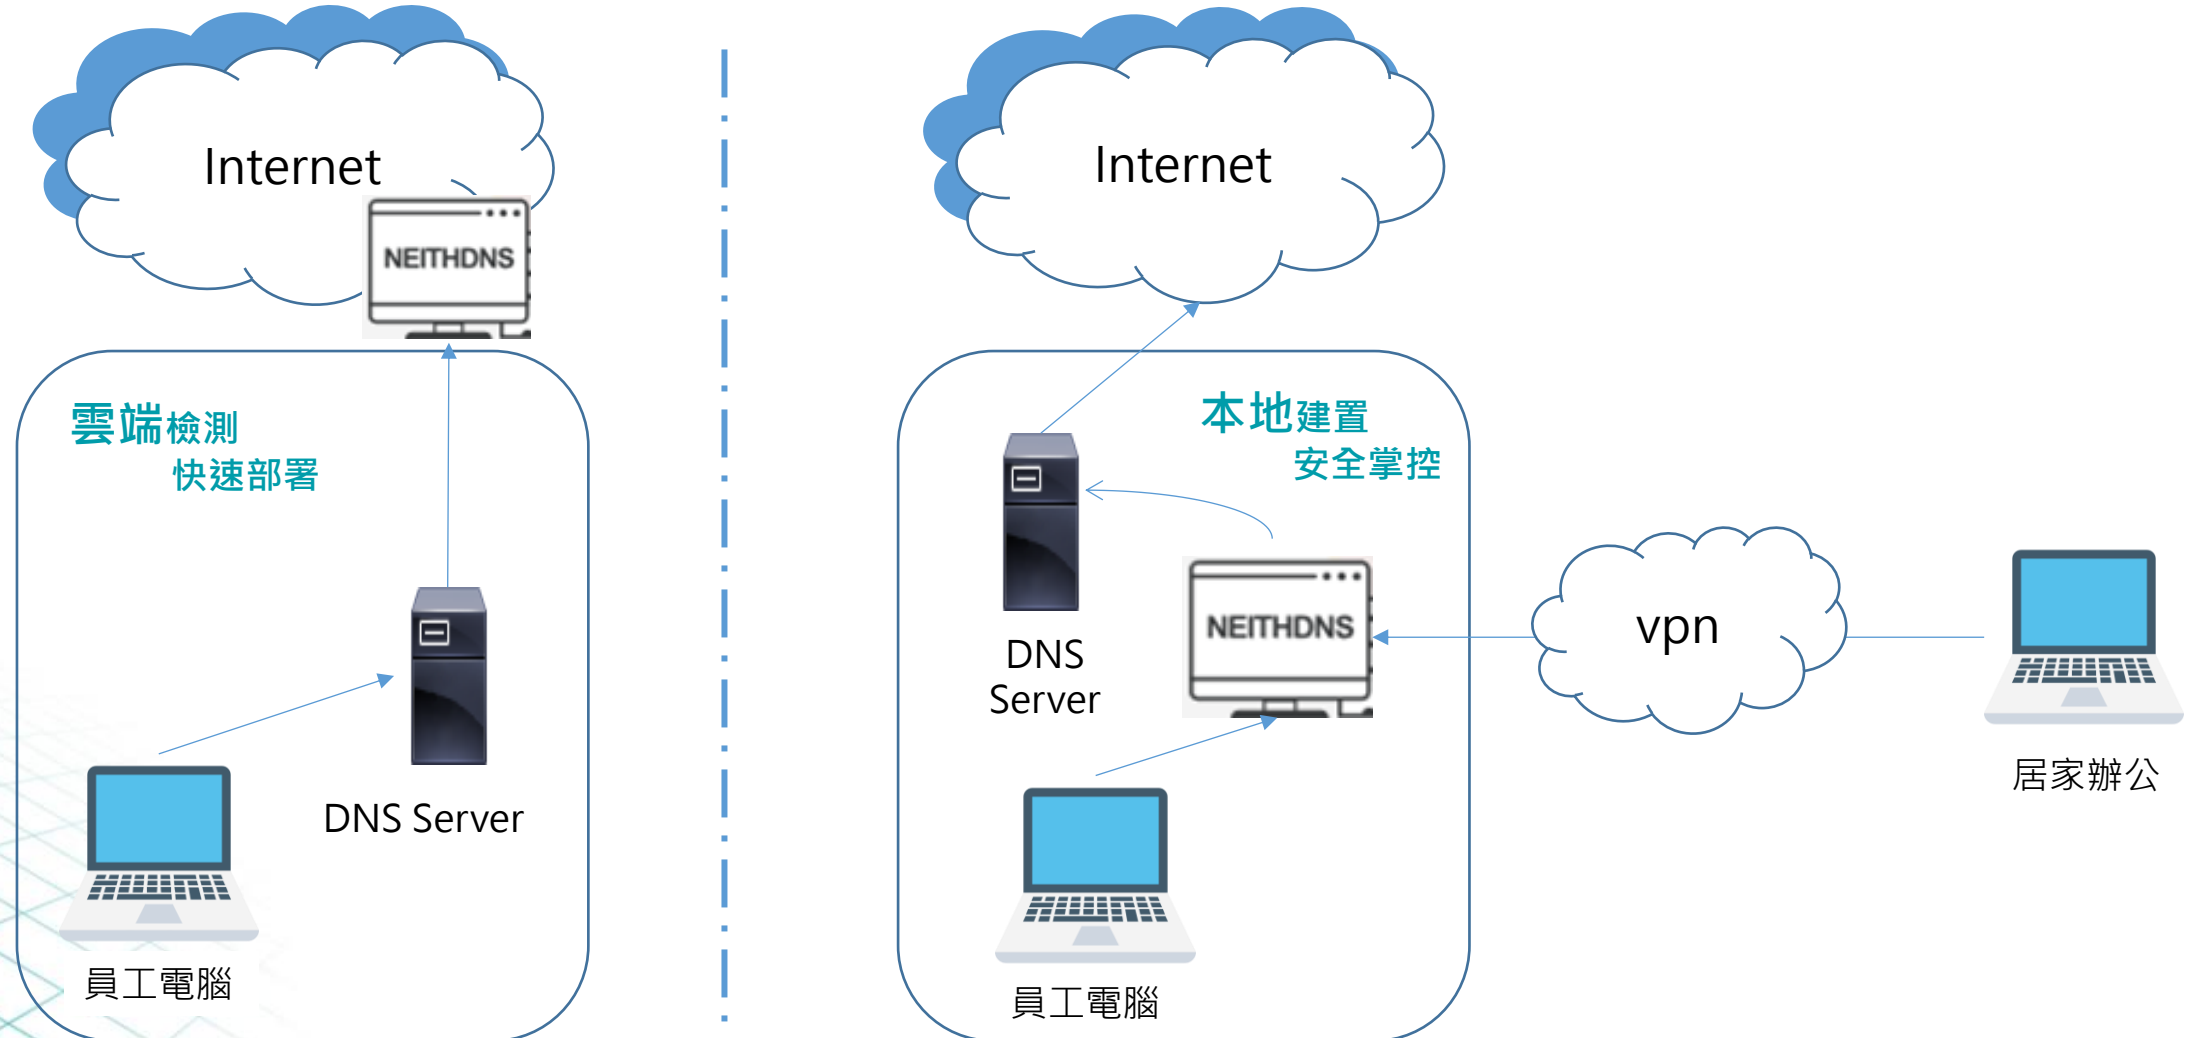 Internet
NEITHDNS
雲端檢測
快速部署
DNS Server
員工電腦
Internet
本地建置
安全掌控
DNS
Server
NEITHDNS
vpn
員工電腦
居家辦公